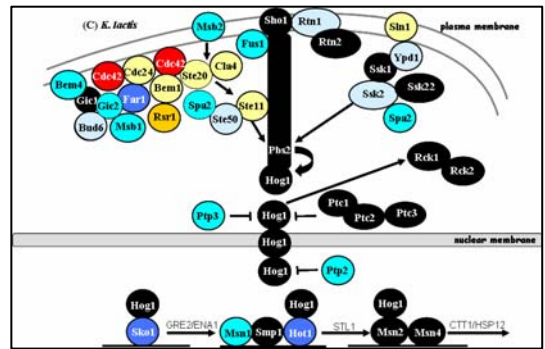 (C) K. lactis
Msb2
Sho1
Rtn1
Rtn2
Sln1
plasma membrane
Fus1
Ypd1
Ssk1
Ssk22
Ssk2
Spa2
Cdc42
Cdc24
Cdc42
Ste20
Cla4
Bem4
Gic1
Gic2
Far1
Bem1
Ste11
Bud6
Msb1
Rsr1
Spa2
Ste50
Pbs2
Hog1
Rck1
Rck2
Ptp3
Hog1
Ptc1
Ptc2
Ptc3
Hog1
nuclear membrane
Hog1
Ptp2
Hog1
Hog1
Hog1
Sko1
GRE2/ENA1
Msn1
Smp1
Hot1
STL1
Msn2
Msn4
CTT1/HSP12